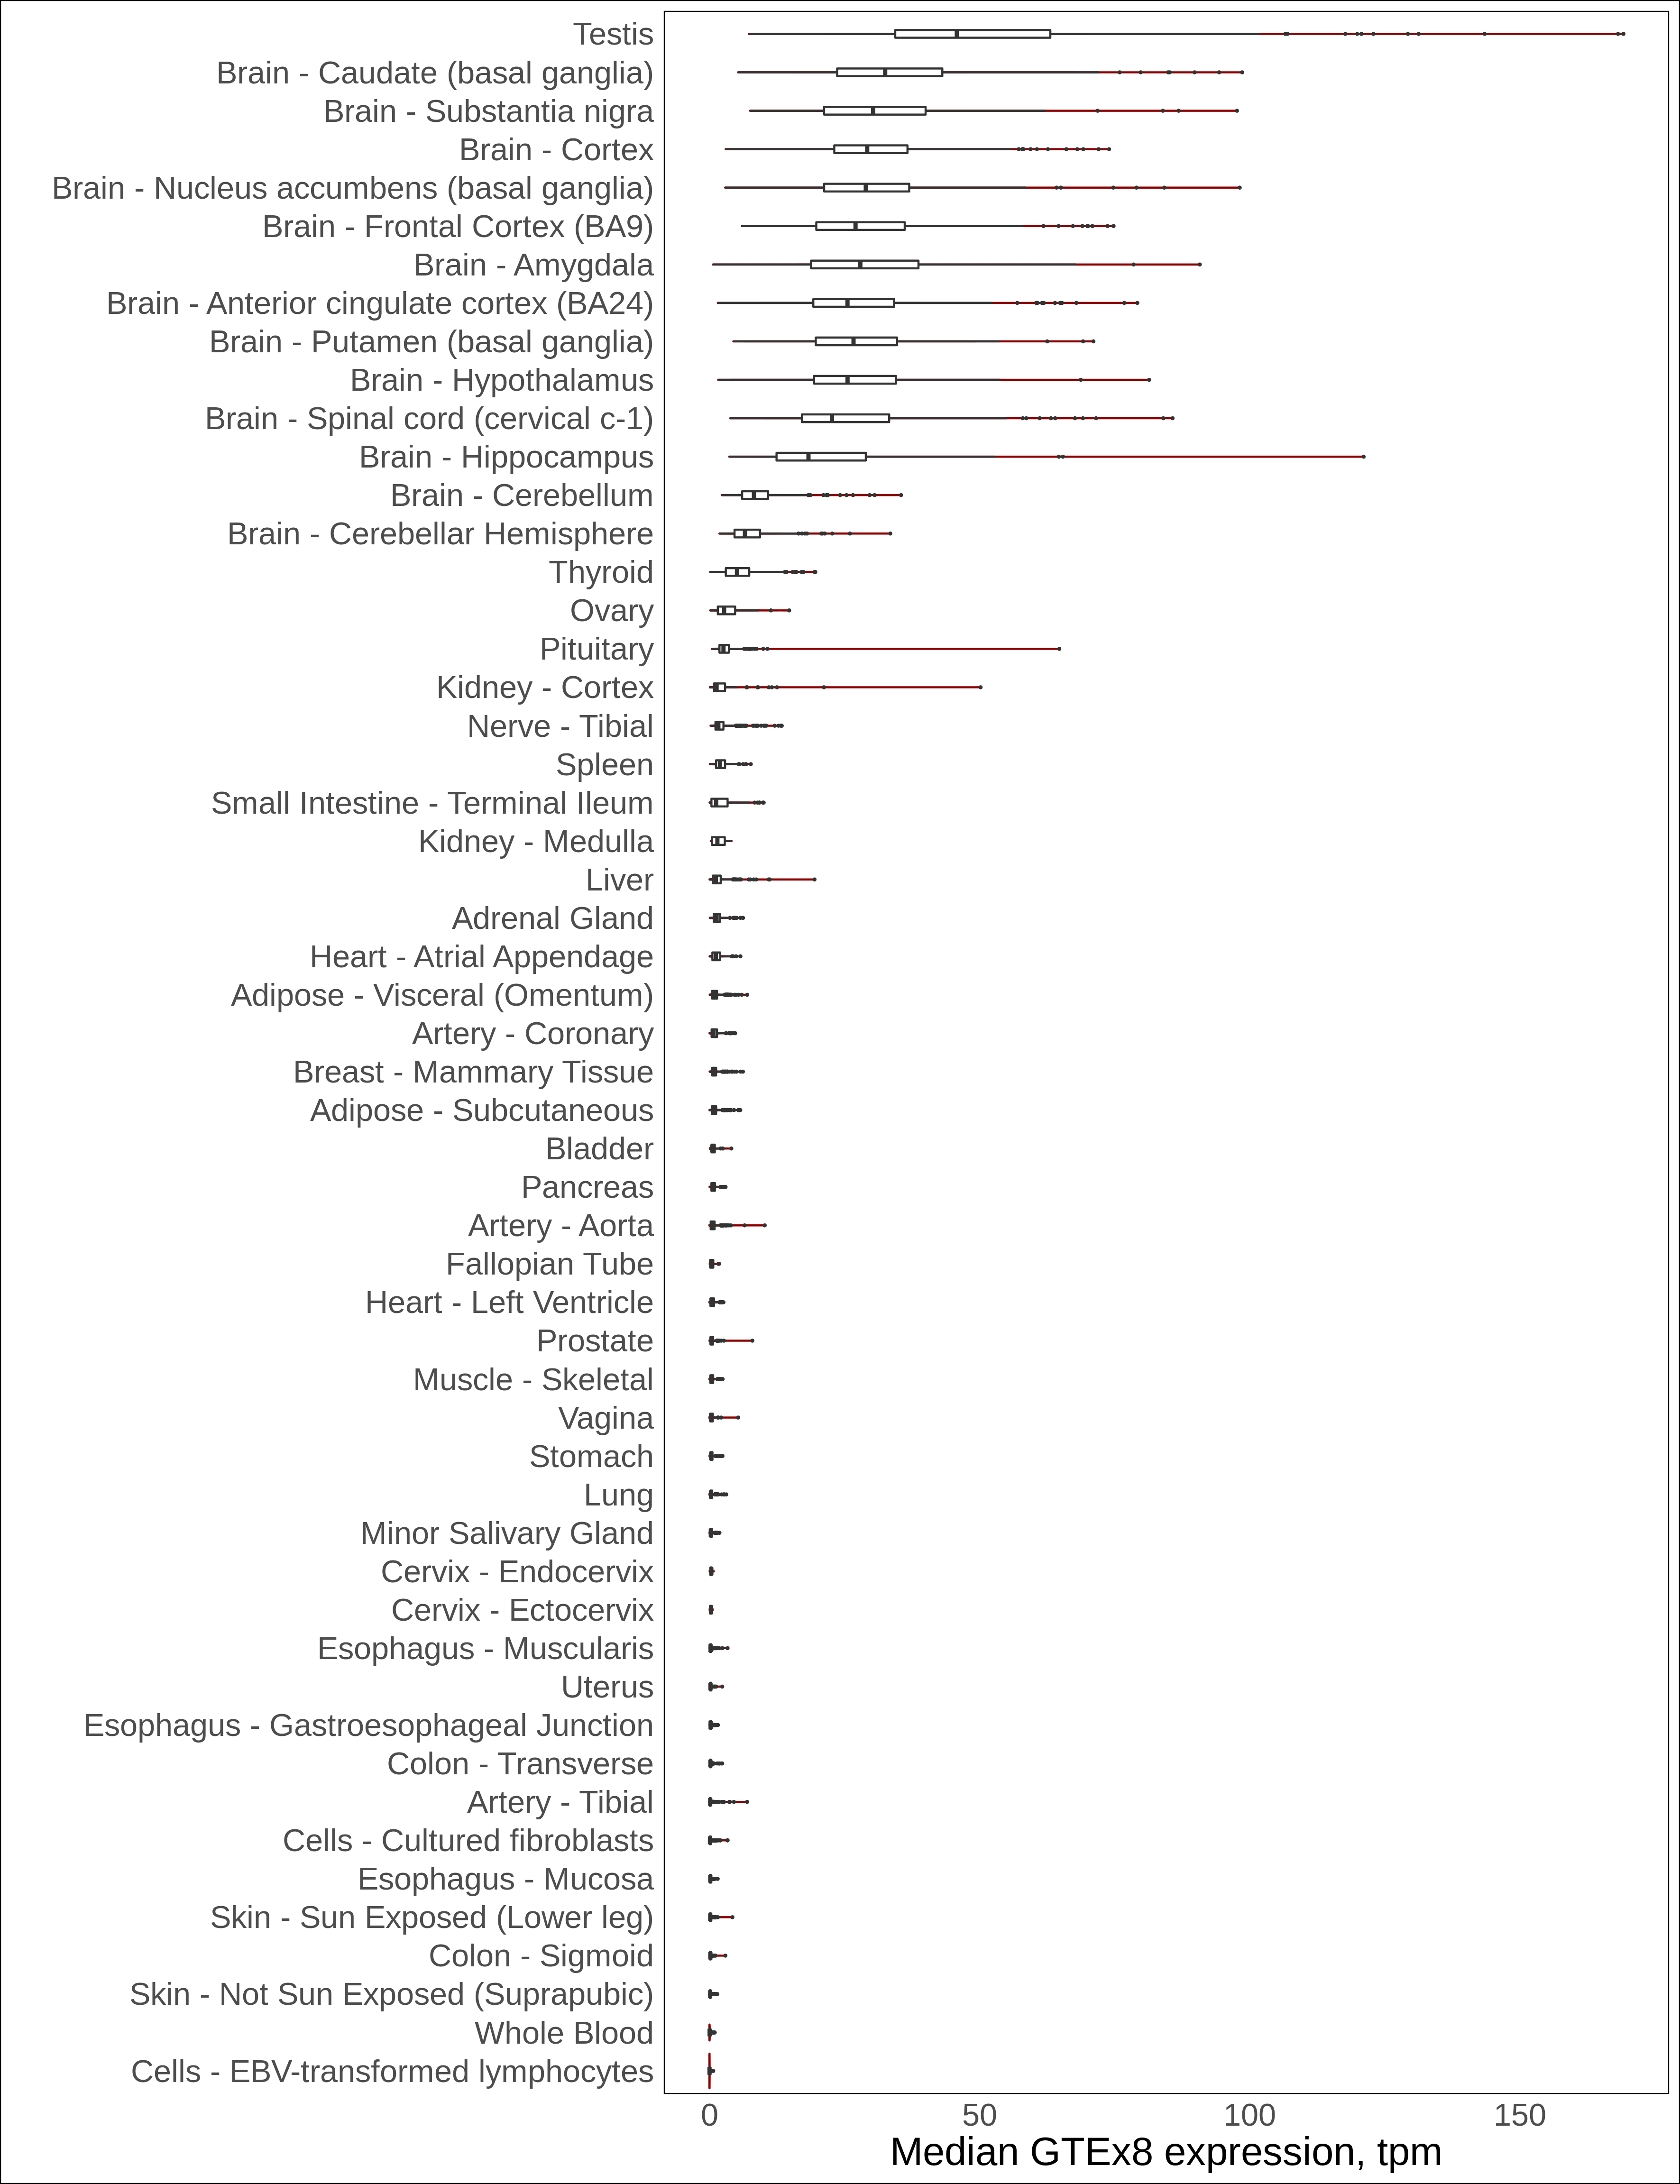 Testis
Brain - Caudate (basal ganglia)
Brain - Substantia nigra
Brain - Cortex
Brain - Nucleus accumbens (basal ganglia)
Brain - Frontal Cortex (BA9)
Brain - Amygdala
Brain - Anterior cingulate cortex (BA24)
Brain - Putamen (basal ganglia)
Brain - Hypothalamus
Brain - Spinal cord (cervical c-1)
Brain - Hippocampus
Brain - Cerebellum
Brain - Cerebellar Hemisphere
Thyroid
Ovary
Pituitary
Kidney - Cortex
Nerve - Tibial
Spleen
Small Intestine - Terminal Ileum
Kidney - Medulla
Liver
Adrenal Gland
Heart - Atrial Appendage
Adipose - Visceral (Omentum)
Artery - Coronary
Breast - Mammary Tissue
Adipose - Subcutaneous
Bladder
Pancreas
Artery - Aorta
Fallopian Tube
Heart - Left Ventricle
Prostate
Muscle - Skeletal
Vagina
Stomach
Lung
Minor Salivary Gland
Cervix - Endocervix
Cervix - Ectocervix
Esophagus - Muscularis
Uterus
Esophagus - Gastroesophageal Junction
Colon - Transverse
Artery - Tibial
Cells - Cultured fibroblasts
Esophagus - Mucosa
Skin - Sun Exposed (Lower leg)
Colon - Sigmoid
Skin - Not Sun Exposed (Suprapubic)
Whole Blood
Cells - EBV-transformed lymphocytes
0 50 100 150
Median GTEx8 expression, tpm